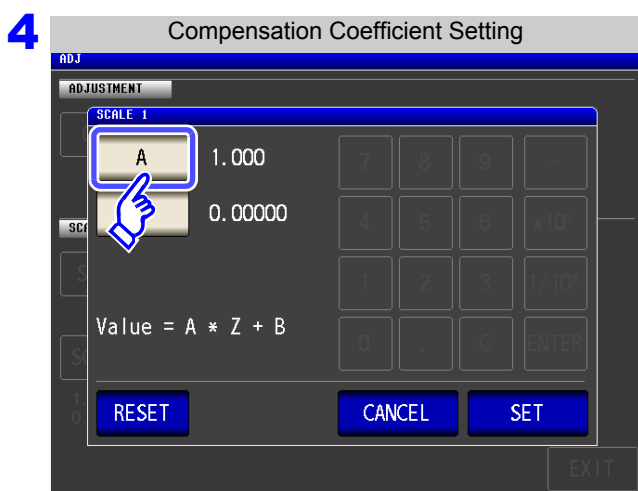 4
Compensation Coefficient Setting
ADJ
ADJUSTMENT
SCALE 1
A 1.000 7 8 9 -
0.00000 4 5 6 x10³
1 2 3 1/10³
Value = A * Z + B
0 . C ENTER
RESET CANCEL SET
EXIT